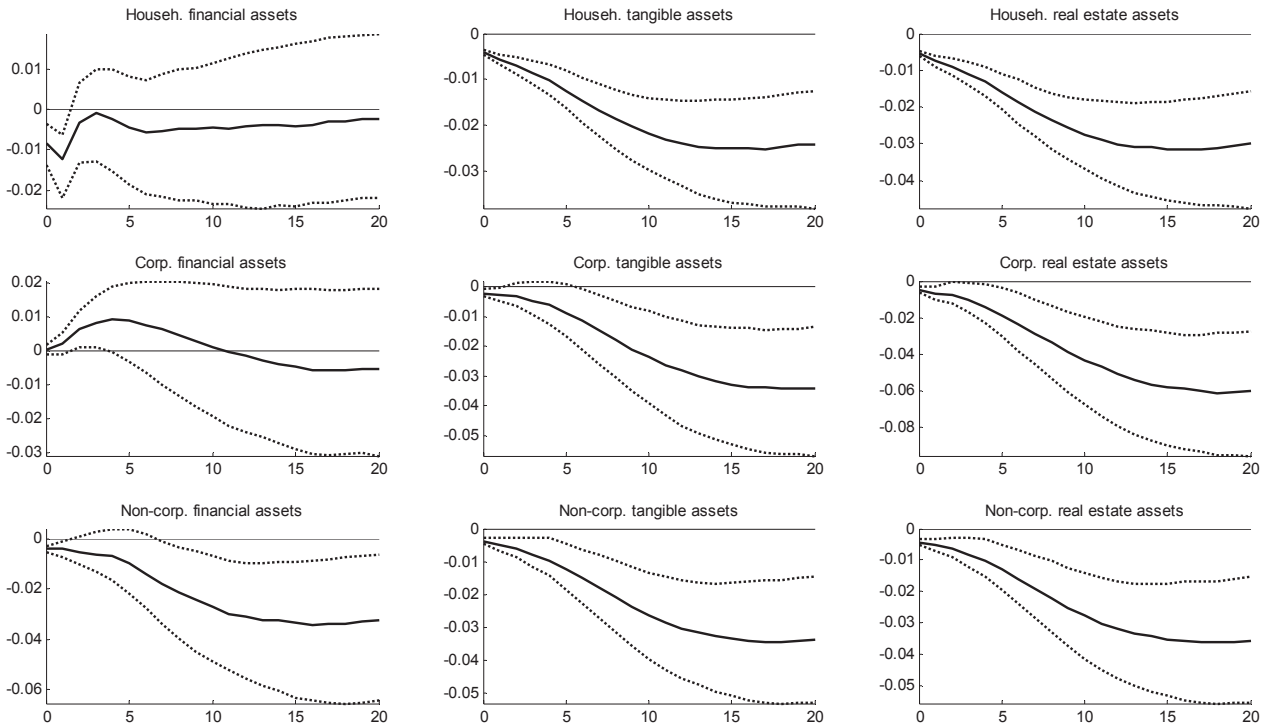 Househ. financial assets
0.01
0
-0.01
-0.02
0 5 10 15 20
Househ. tangible assets
0
-0.01
-0.02
-0.03
0 5 10 15 20
Househ. real estate assets
0
-0.01
-0.02
-0.03
-0.04
0 5 10 15 20
Corp. financial assets
0.02
0.01
0
-0.01
-0.02
-0.03
0 5 10 15 20
Corp. tangible assets
0
-0.01
-0.02
-0.03
-0.04
-0.05
0 5 10 15 20
Corp. real estate assets
0
-0.02
-0.04
-0.06
-0.08
0 5 10 15 20
Non-corp. financial assets
0
-0.02
-0.04
-0.06
0 5 10 15 20
Non-corp. tangible assets
0
-0.01
-0.02
-0.03
-0.04
-0.05
0 5 10 15 20
Non-corp. real estate assets
0
-0.01
-0.02
-0.03
-0.04
-0.05
0 5 10 15 20